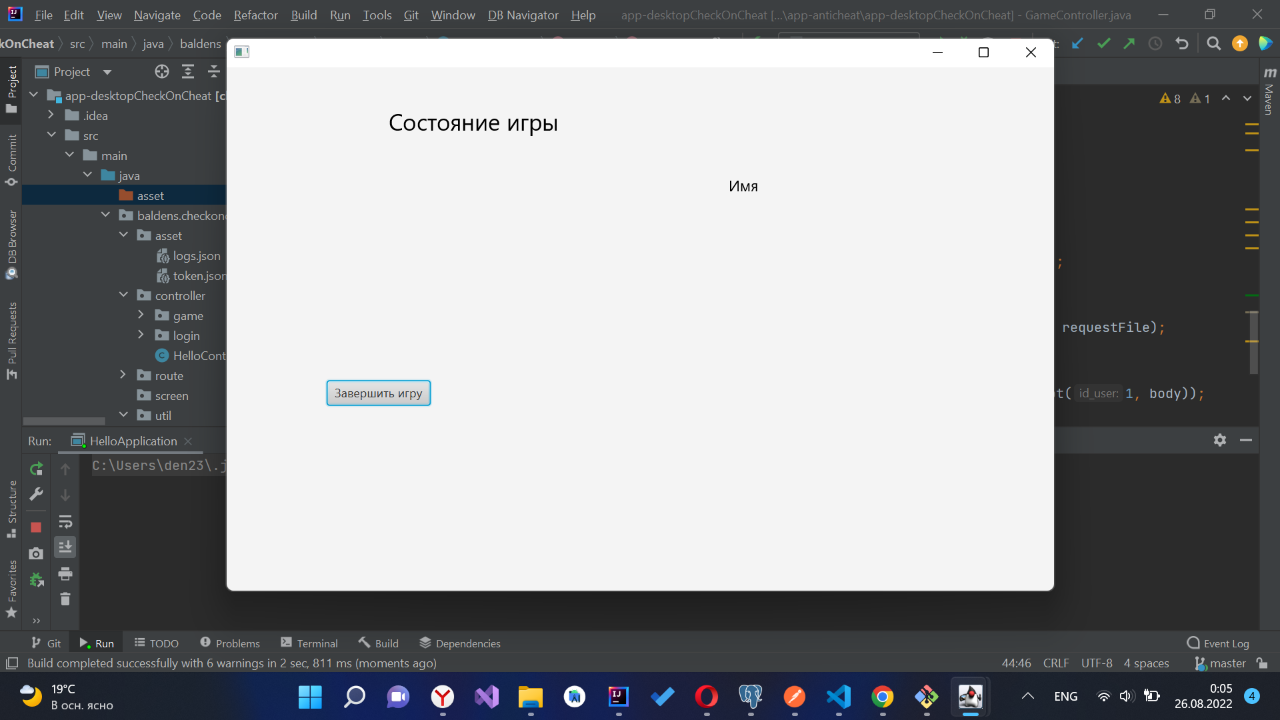 File Edit View Navigate Code Refactor Build Run Tools Git Window DB Navigator Help app-desktopCheckOnCheat [...\app-anticheat\app-desktopCheckOnCheat] - GameController.java
kOnCheat src main java baldens
Project
Project
Commit
DB Browser
Pull Requests
Structure
Favorites
app-desktopCheckOnCheat [c
.idea
src
main
java
asset
baldens.checkon
asset
logs.json
token.json
controller
game
login
HelloCont
route
screen
util
Состояние игры
Имя
Завершить игру
8 1
Maven
;
requestFile);
t( id_user: 1, body));
Run: HelloApplication
C:\Users\den23\.j
Git Run TODO Problems Terminal Build Dependencies Event Log
Build completed successfully with 6 warnings in 2 sec, 811 ms (moments ago) 44:46 CRLF UTF-8 4 spaces master
19°C
В осн. ясно
ENG
0:05
26.08.2022
4